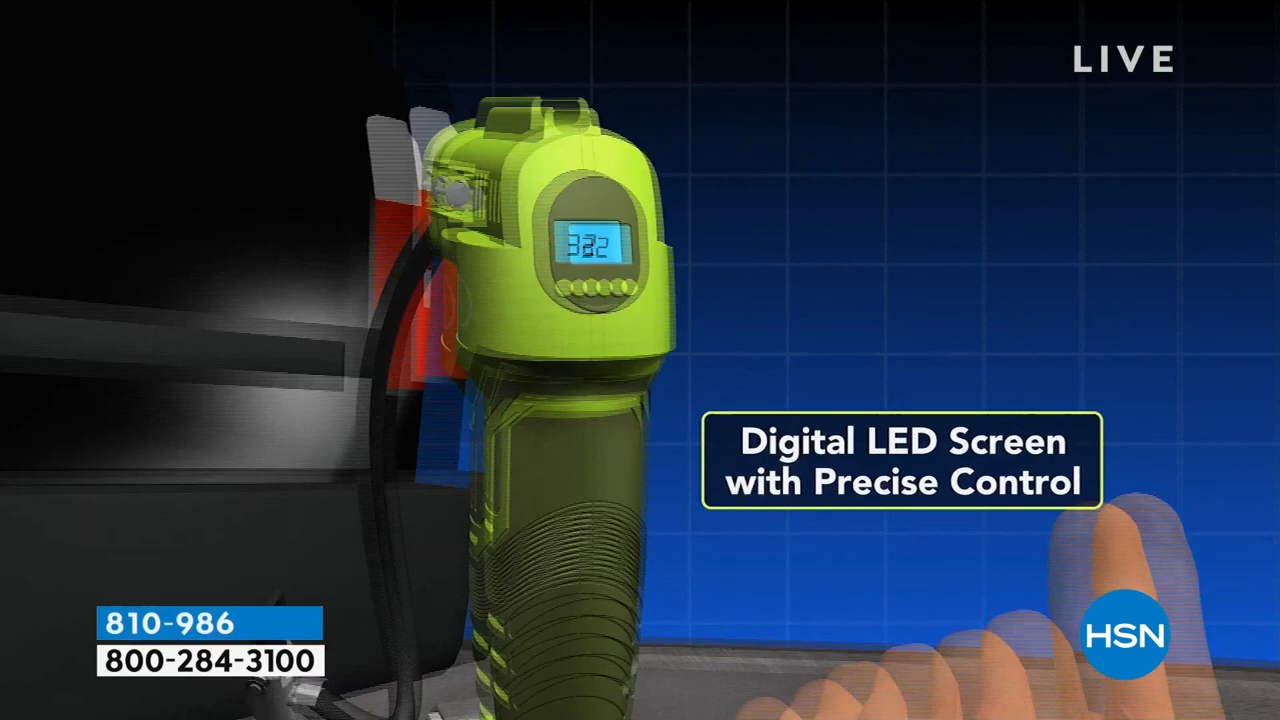 LIVE
Digital LED Screen
with Precise Control
810-986
800-284-3100
HSN